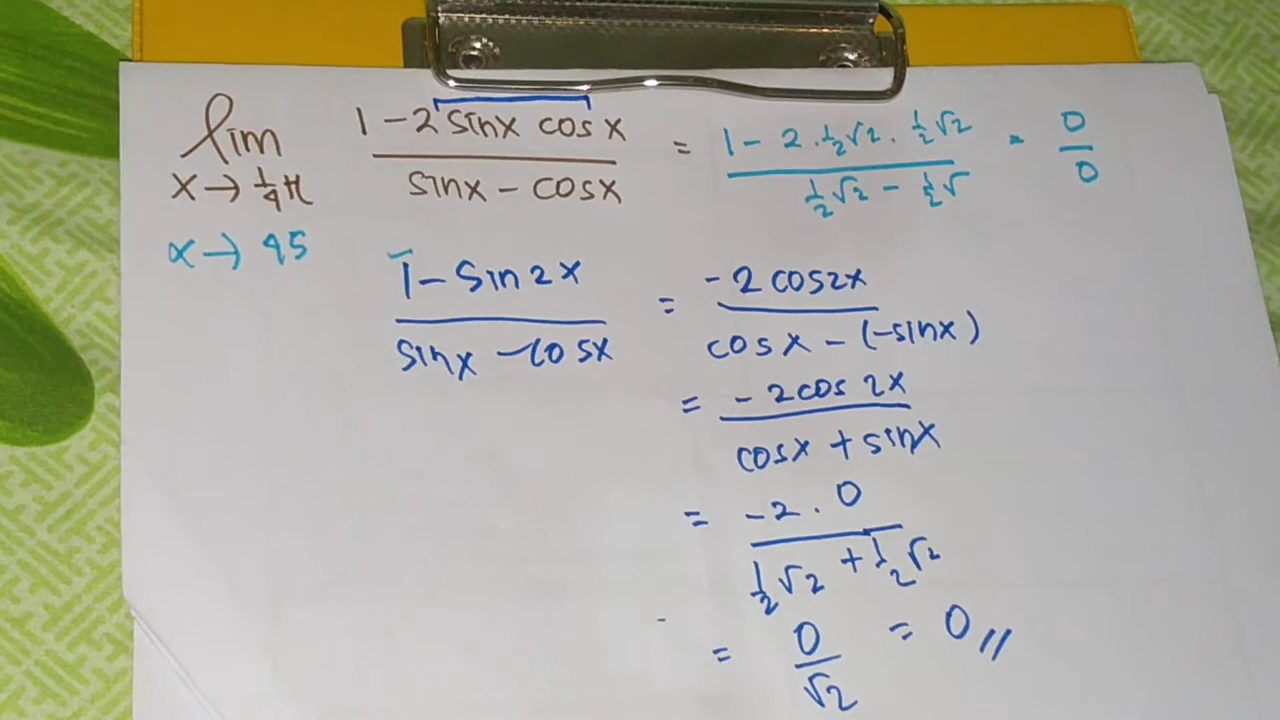 lim x→¼π (1 - 2 sinx cos x)/(sinx - cosx) = (1 - 2 . ½√2 . ½√2)/(½√2 - ½√) = 0/0
x → 45
(1 - Sin 2x)/(sinx - cosx) = (-2 cos2x)/(cosx - (-sinx))
= (-2cos 2x)/(cosx + sinx)
= (-2 . 0)/(½√2 + ½√2)
= 0/√2 = 0 //